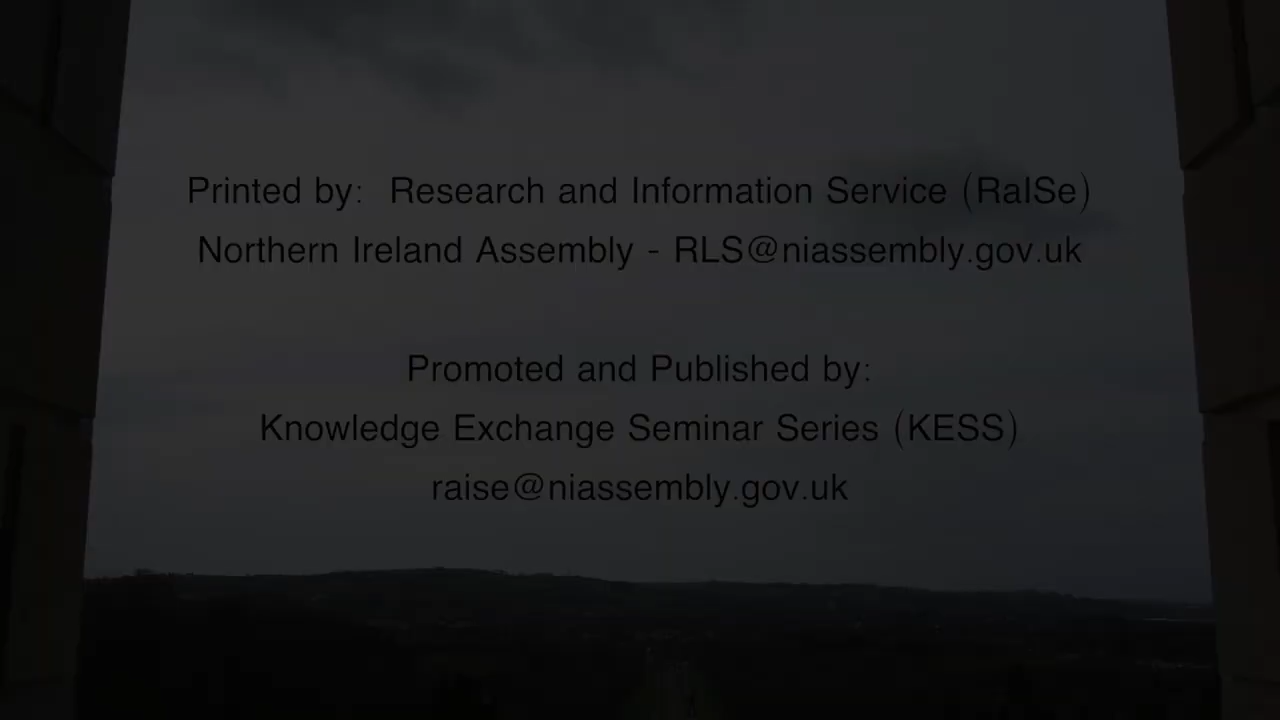 Printed by:  Research and Information Service (RaISe)
Northern Ireland Assembly - RLS@niassembly.gov.uk
Promoted and Published by:
Knowledge Exchange Seminar Series (KESS)
raise@niassembly.gov.uk